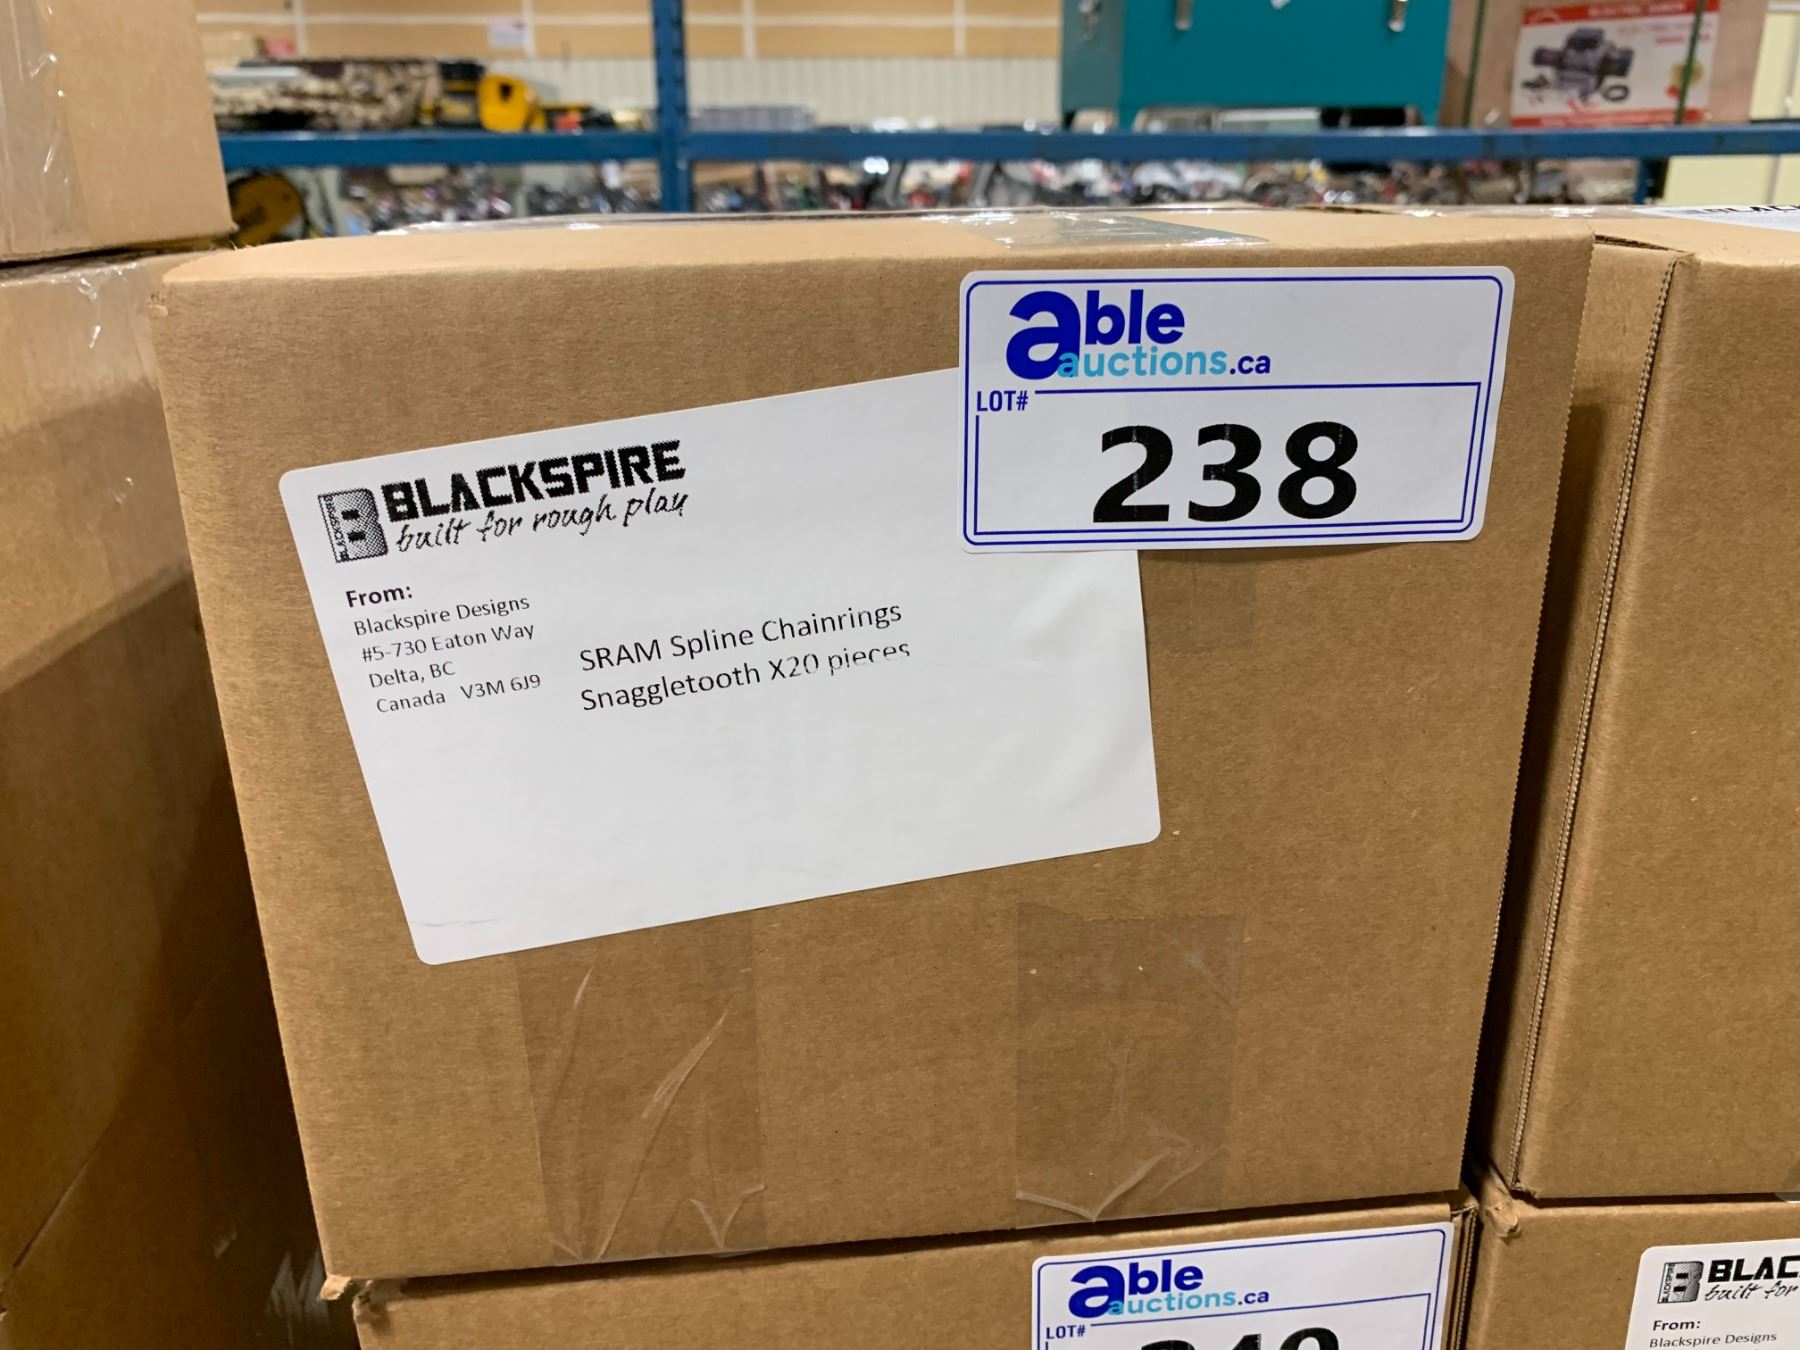 able
auctions.ca
LOT#
238
BLACKSPIRE
built for rough play
From:
Blackspire Designs
#5-730 Eaton Way
Delta, BC
Canada V3M 6J9
SRAM Spline Chainrings
Snaggletooth X20 pieces
able
auctions.ca
LOT#
BLAC
built for
From:
Blackspire Designs